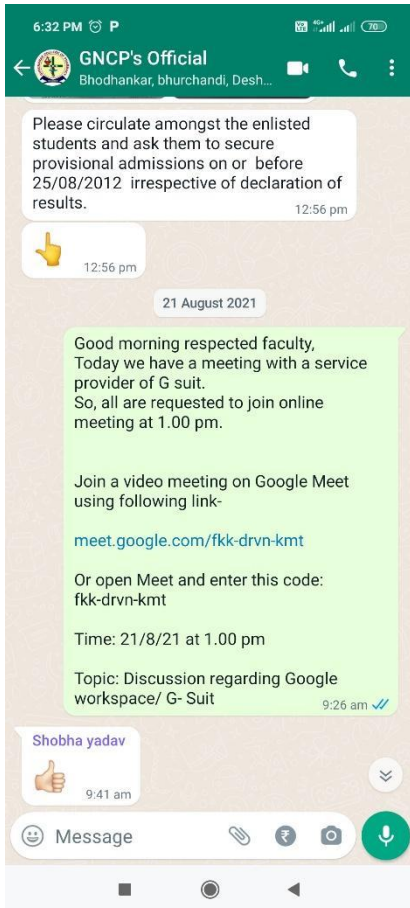 6:32 PM P 4G+ 70
GNCP's Official
Bhodhankar, bhurchandi, Desh...
Please circulate amongst the enlisted
students and ask them to secure
provisional admissions on or before
25/08/2012 irrespective of declaration of
results.
12:56 pm
12:56 pm
21 August 2021
Good morning respected faculty,
Today we have a meeting with a service
provider of G suit.
So, all are requested to join online
meeting at 1.00 pm.
Join a video meeting on Google Meet
using following link-
meet.google.com/fkk-drvn-kmt
Or open Meet and enter this code:
fkk-drvn-kmt
Time: 21/8/21 at 1.00 pm
Topic: Discussion regarding Google
workspace/ G- Suit
9:26 am
Shobha yadav
9:41 am
Message
₹